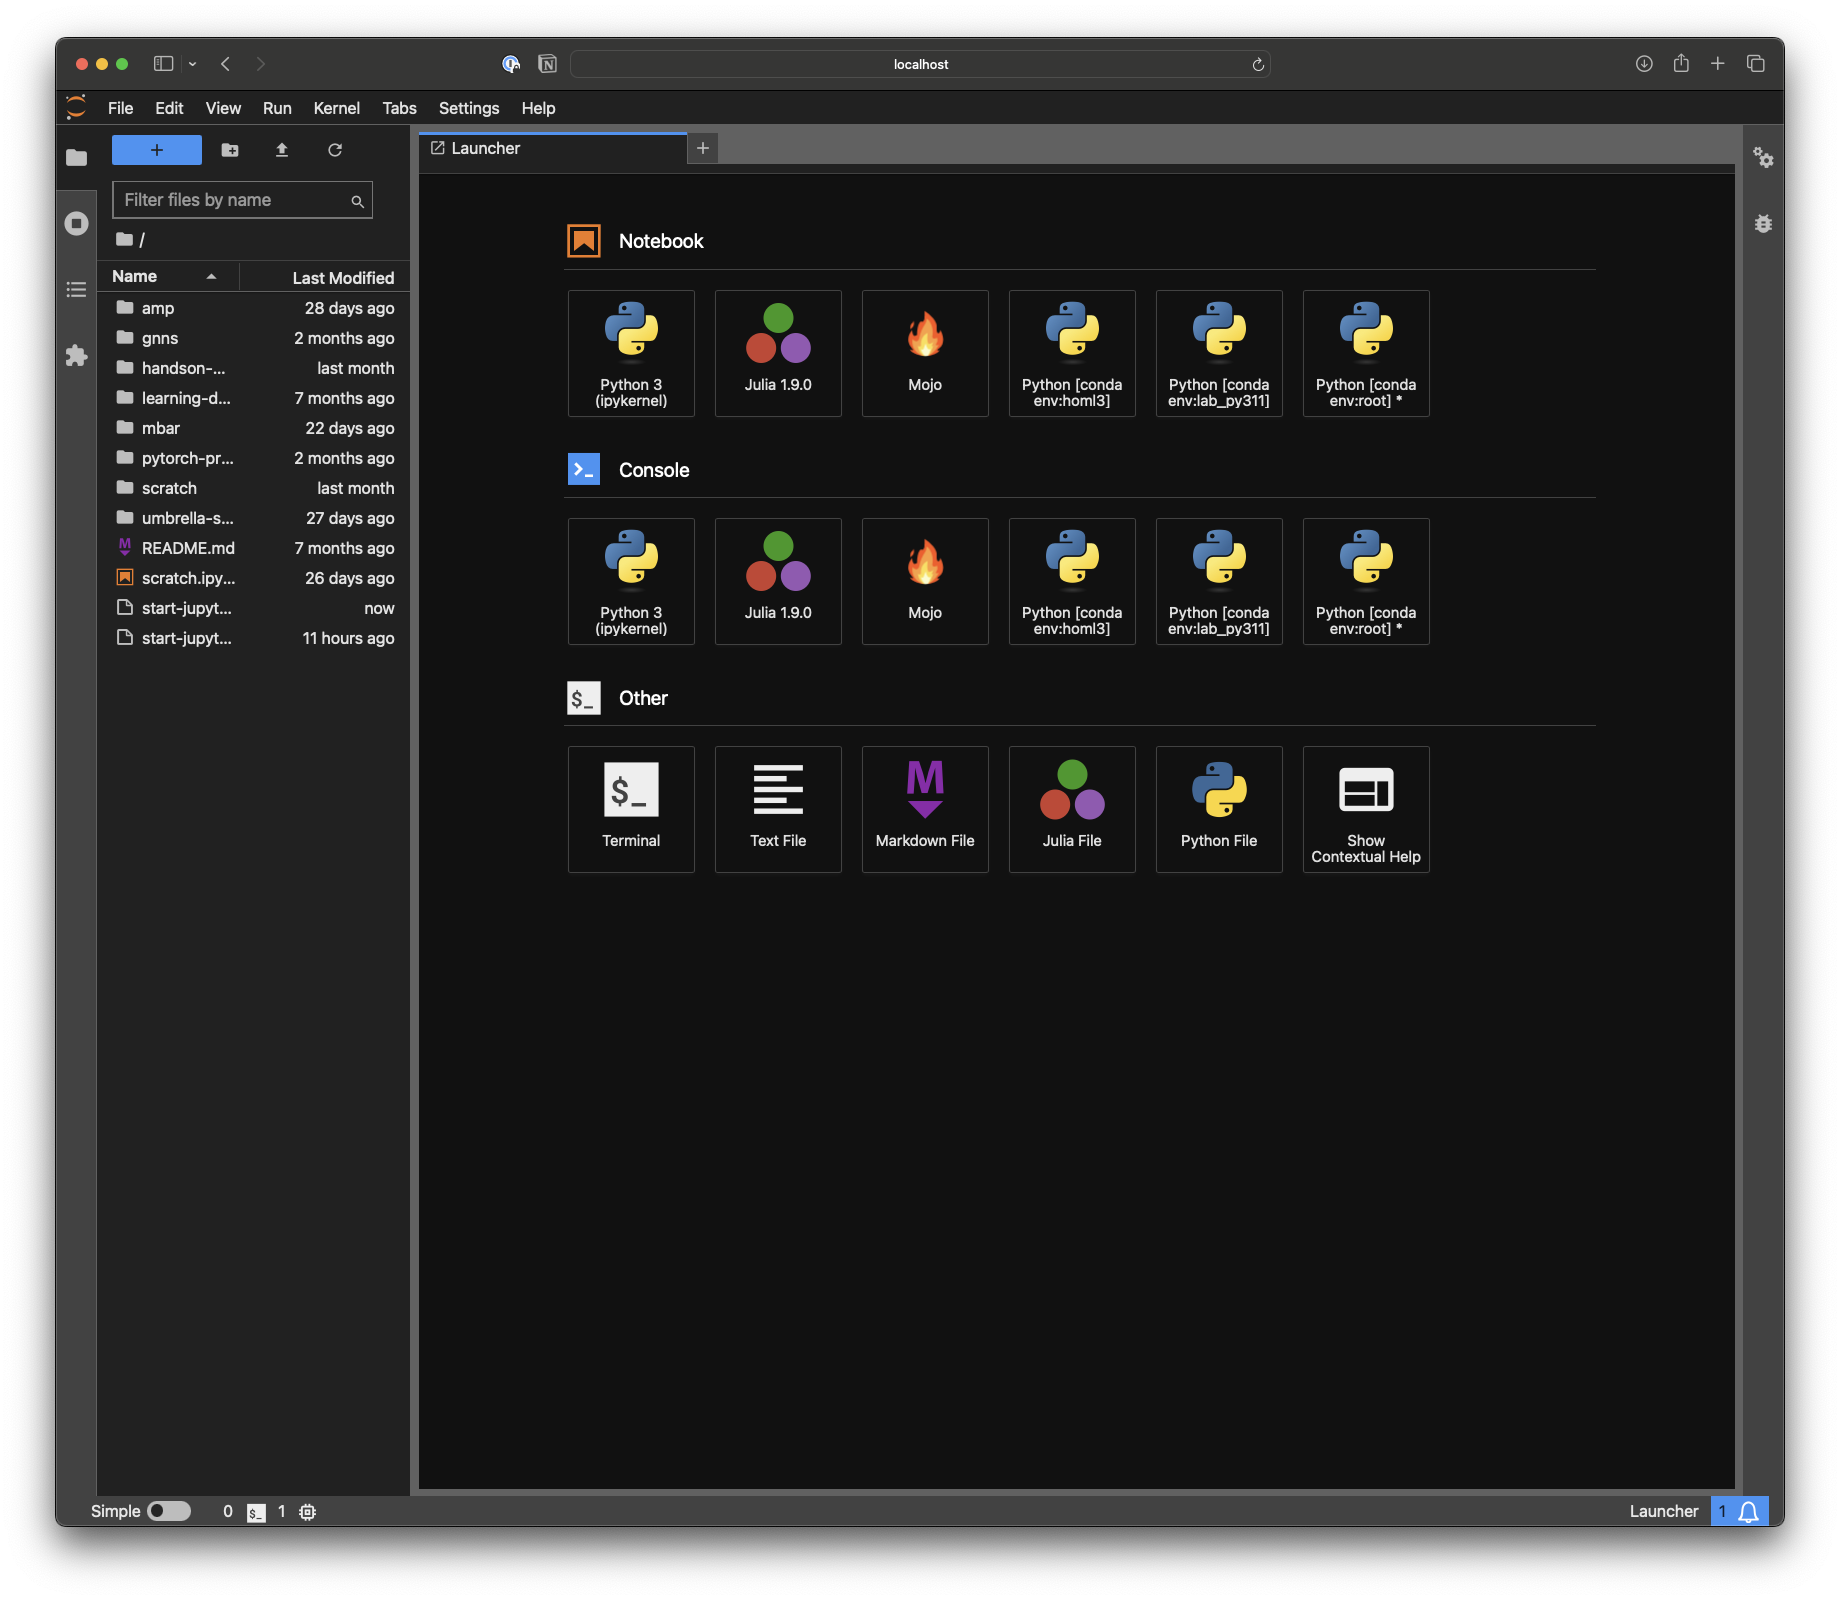 localhost
File Edit View Run Kernel Tabs Settings Help
Launcher
Filter files by name
/
Name Last Modified
amp 28 days ago
gnns 2 months ago
handson-... last month
learning-d... 7 months ago
mbar 22 days ago
pytorch-pr... 2 months ago
scratch last month
umbrella-s... 27 days ago
README.md 7 months ago
scratch.ipy... 26 days ago
start-jupyt... now
start-jupyt... 11 hours ago
Notebook
Python 3
(ipykernel)
Julia 1.9.0
Mojo
Python [conda
env:homl3]
Python [conda
env:lab_py311]
Python [conda
env:root] *
Console
Python 3
(ipykernel)
Julia 1.9.0
Mojo
Python [conda
env:homl3]
Python [conda
env:lab_py311]
Python [conda
env:root] *
$_ Other
$_
Terminal
Text File
M
Markdown File
Julia File
Python File
Show
Contextual Help
Simple 0 $_ 1
Launcher 1